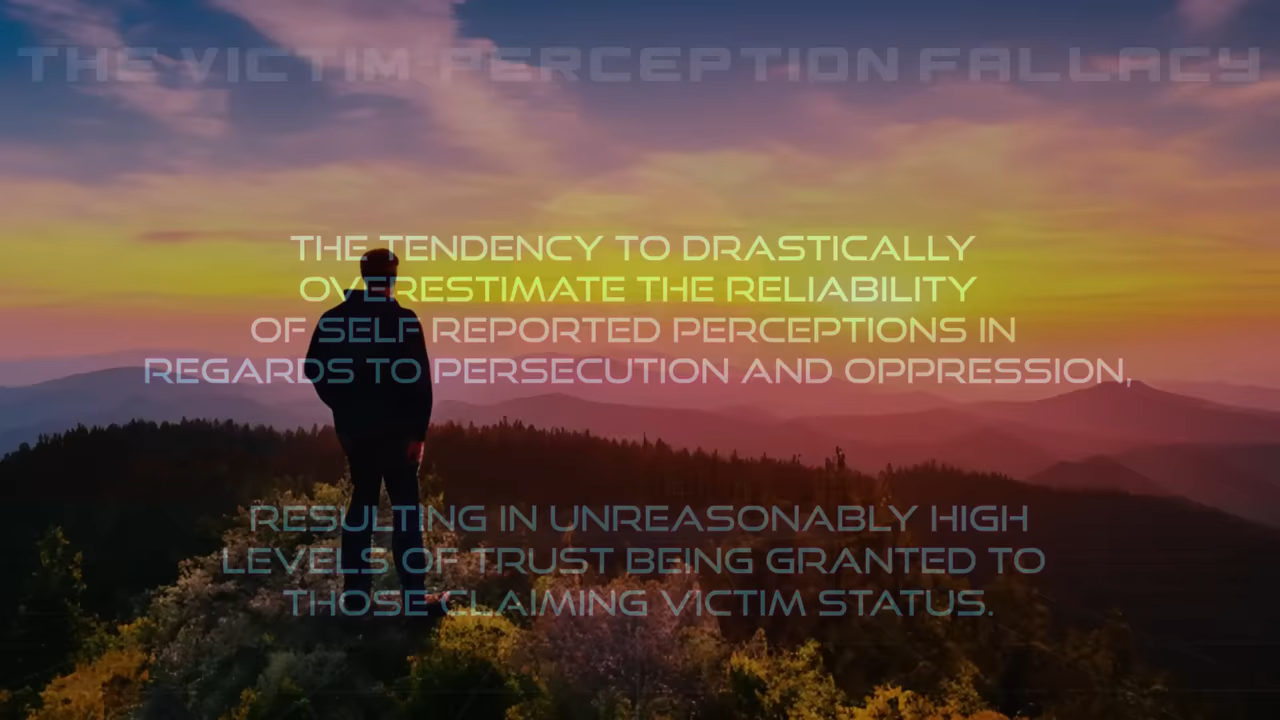 THE VICTIM PERCEPTION FALLACY
THE TENDENCY TO DRASTICALLY
OVERESTIMATE THE RELIABILITY
OF SELF REPORTED PERCEPTIONS IN
REGARDS TO PERSECUTION AND OPPRESSION,
RESULTING IN UNREASONABLY HIGH
LEVELS OF TRUST BEING GRANTED TO
THOSE CLAIMING VICTIM STATUS.